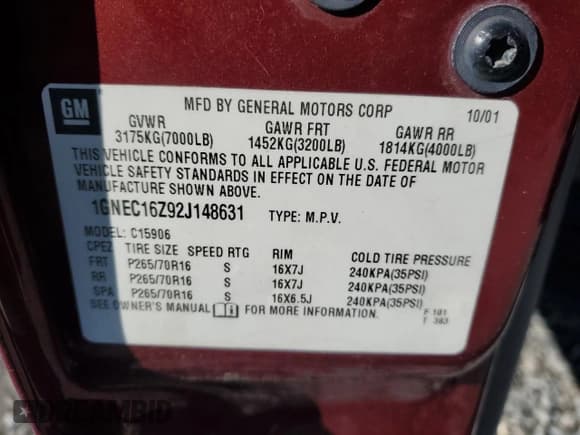 GM
MFD BY GENERAL MOTORS CORP 10/01
GVWR GAWR FRT GAWR RR
3175KG(7000LB) 1452KG(3200LB) 1814KG(4000LB)
THIS VEHICLE CONFORMS TO ALL APPLICABLE U.S. FEDERAL MOTOR
VEHICLE SAFETY STANDARDS IN EFFECT ON THE DATE OF
MANUFACTURE SHOWN ABOVE.
1GNEC16Z92J148631 TYPE: M.P.V.
MODEL: C15906
CPEZ TIRE SIZE SPEED RTG RIM COLD TIRE PRESSURE
FRT P265/70R16 S 16X7J 240KPA(35PSI)
RR P265/70R16 S 16X7J 240KPA(35PSI)
SPA P265/70R16 S 16X6.5J 240KPA(35PSI)
SEE OWNER'S MANUAL FOR MORE INFORMATION.
F 101
T 383